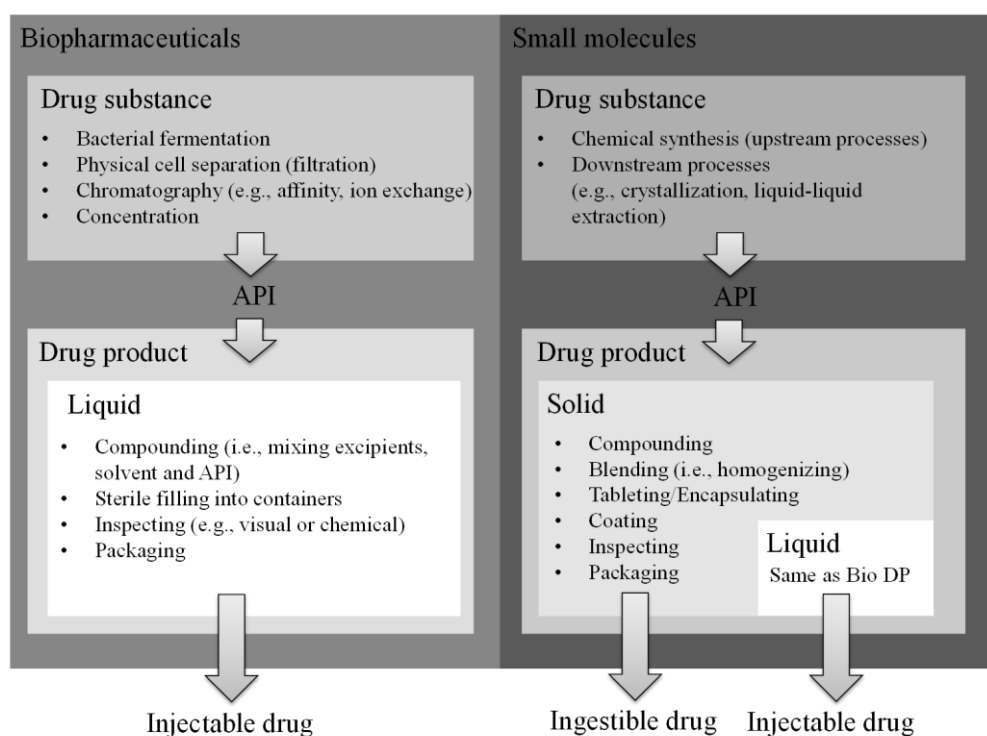 Biopharmaceuticals
Drug substance
• Bacterial fermentation
• Physical cell separation (filtration)
• Chromatography (e.g., affinity, ion exchange)
• Concentration
API
Drug product
Liquid
• Compounding (i.e., mixing excipients,
solvent and API)
• Sterile filling into containers
• Inspecting (e.g., visual or chemical)
• Packaging
Injectable drug
Small molecules
Drug substance
• Chemical synthesis (upstream processes)
• Downstream processes
(e.g., crystallization, liquid-liquid
extraction)
API
Drug product
Solid
• Compounding
• Blending (i.e., homogenizing)
• Tableting/Encapsulating
• Coating
• Inspecting
• Packaging
Liquid
Same as Bio DP
Ingestible drug
Injectable drug